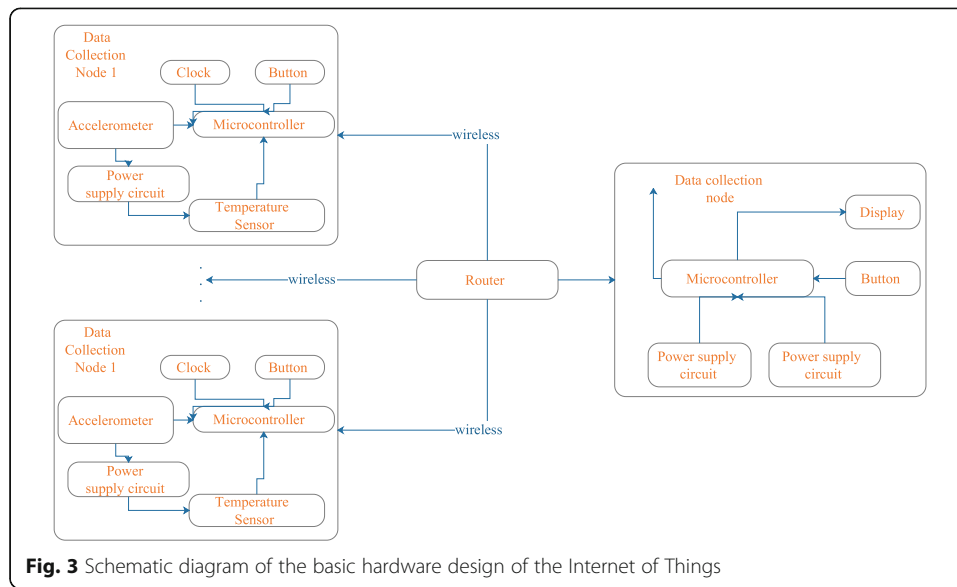 Data
Collection
Node 1
Clock
Button
Accelerometer
Microcontroller
Power
supply circuit
Temperature
Sensor
wireless
.
.
.
wireless
Router
Data
Collection
Node 1
Clock
Button
Accelerometer
Microcontroller
Power
supply circuit
Temperature
Sensor
wireless
Data collection
node
Display
Microcontroller
Button
Power supply
circuit
Power supply
circuit
Fig. 3 Schematic diagram of the basic hardware design of the Internet of Things